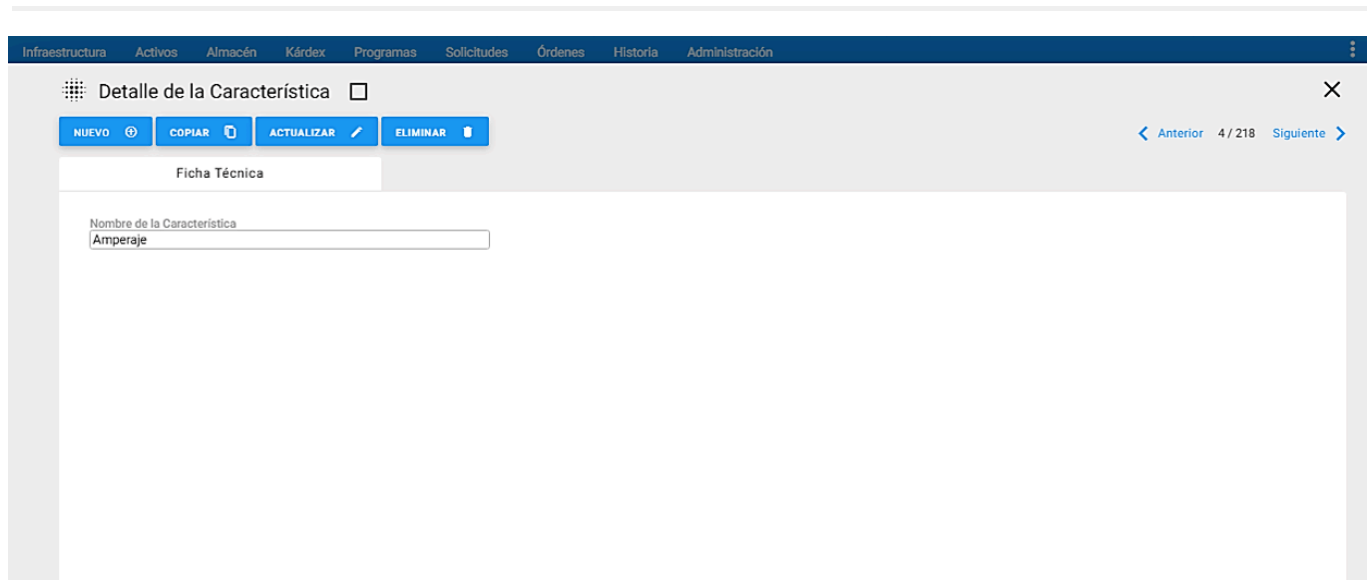 Infraestructura Activos Almacén Kárdex Programas Solicitudes Órdenes Historia Administración
Detalle de la Característica
NUEVO COPIAR ACTUALIZAR ELIMINAR Anterior 4 / 218 Siguiente
Ficha Técnica
Nombre de la Característica
Amperaje